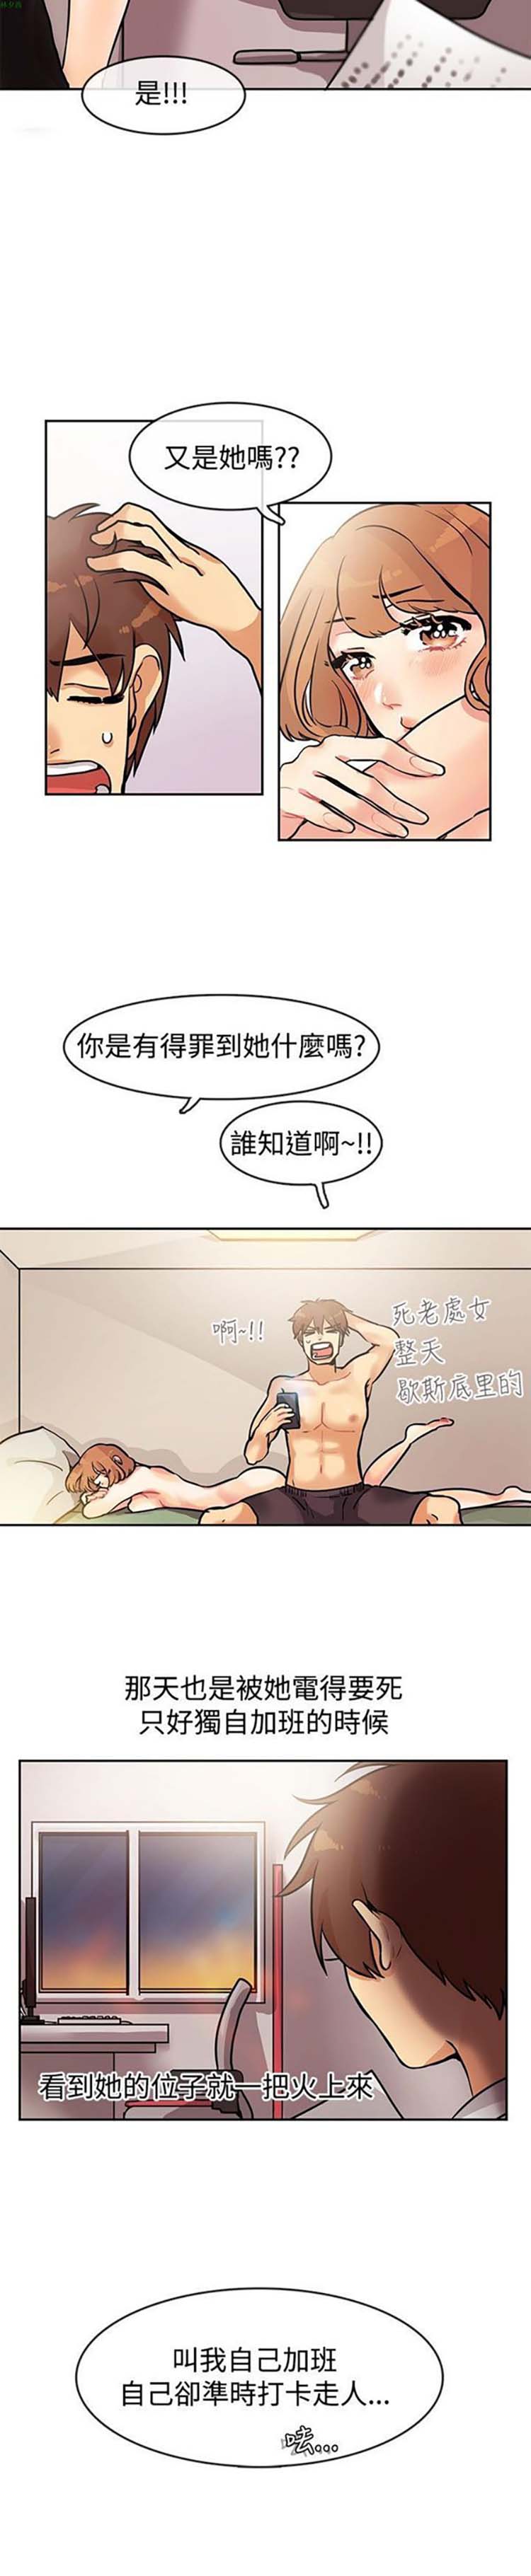 是!!!
又是她嗎??
你是有得罪到她什麼嗎?
誰知道啊~!!
啊~!!
死老處女
整天
歇斯底里的
那天也是被她電得要死
只好獨自加班的時候
看到她的位子就一把火上來
叫我自己加班
自己卻準時打卡走人...
呿...